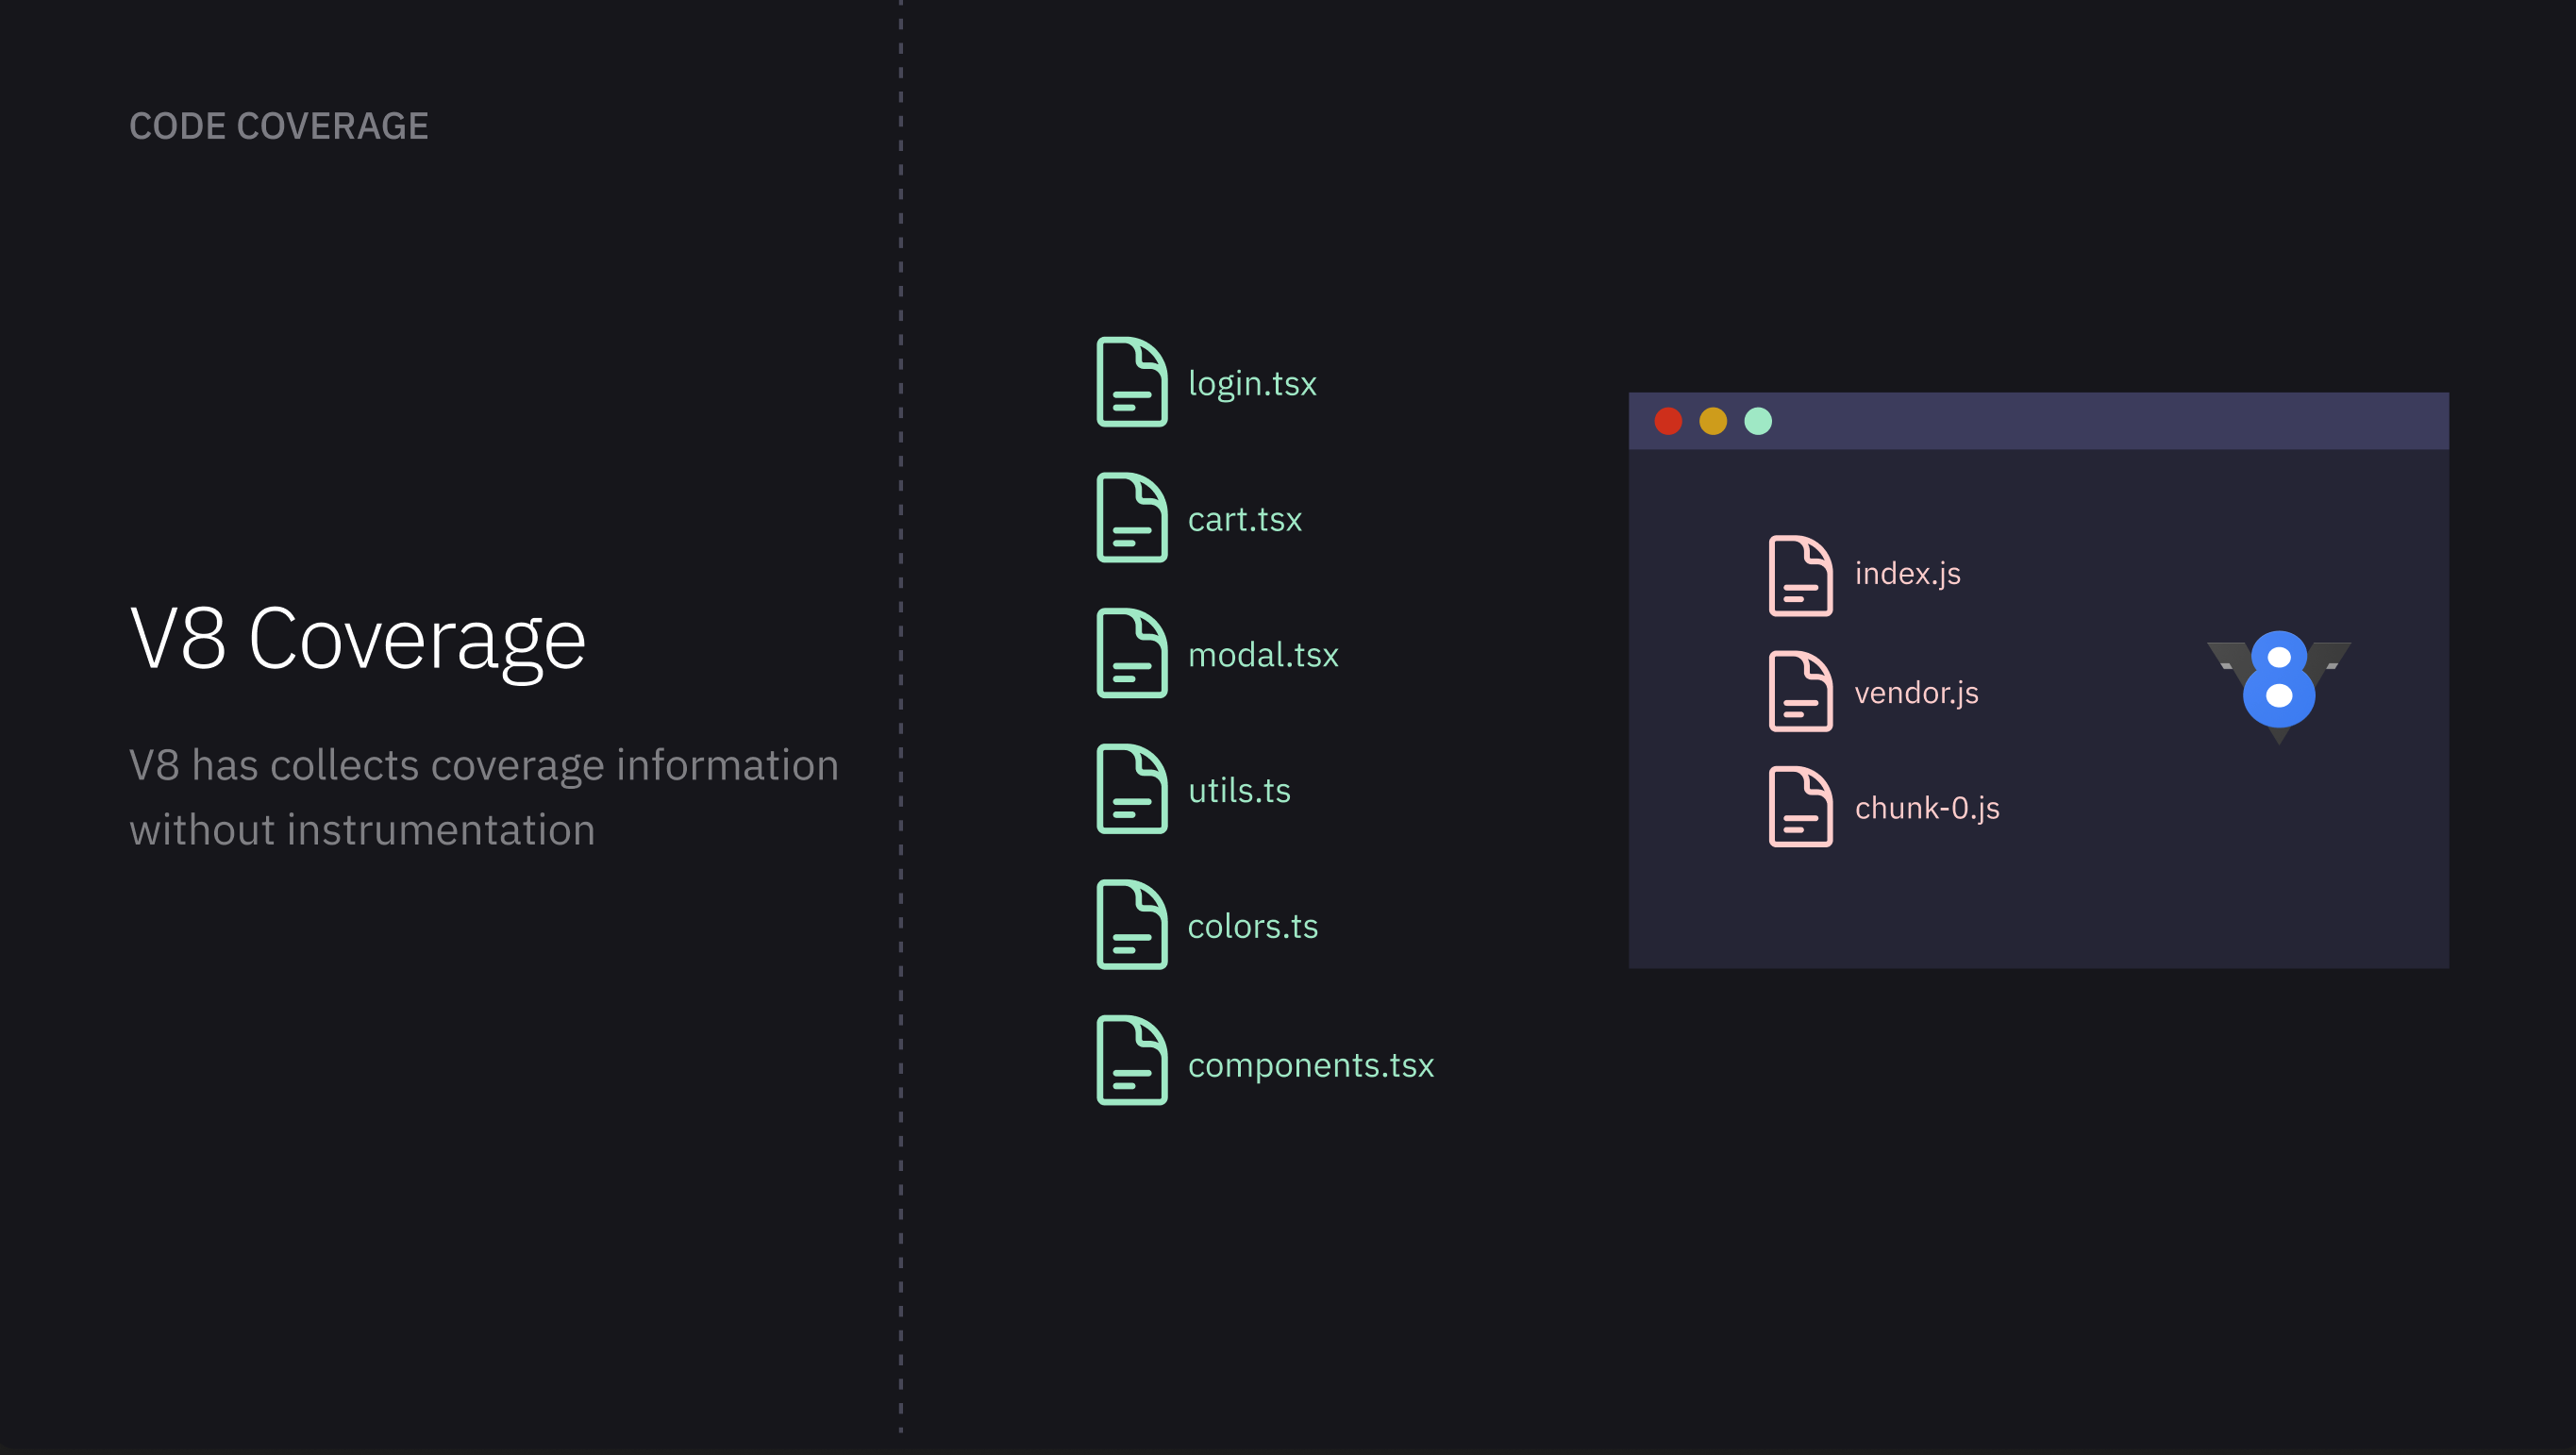 CODE COVERAGE
V8 Coverage
V8 has collects coverage information
without instrumentation
login.tsx
cart.tsx
modal.tsx
utils.ts
colors.ts
components.tsx
index.js
vendor.js
chunk-0.js
8